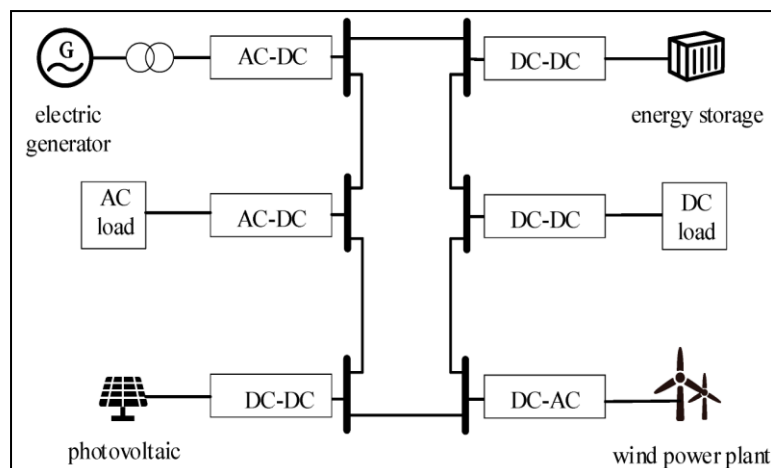 G
AC-DC
DC-DC
electric
generator
energy storage
AC
load
AC-DC
DC-DC
DC
load
DC-DC
DC-AC
photovoltaic
wind power plant